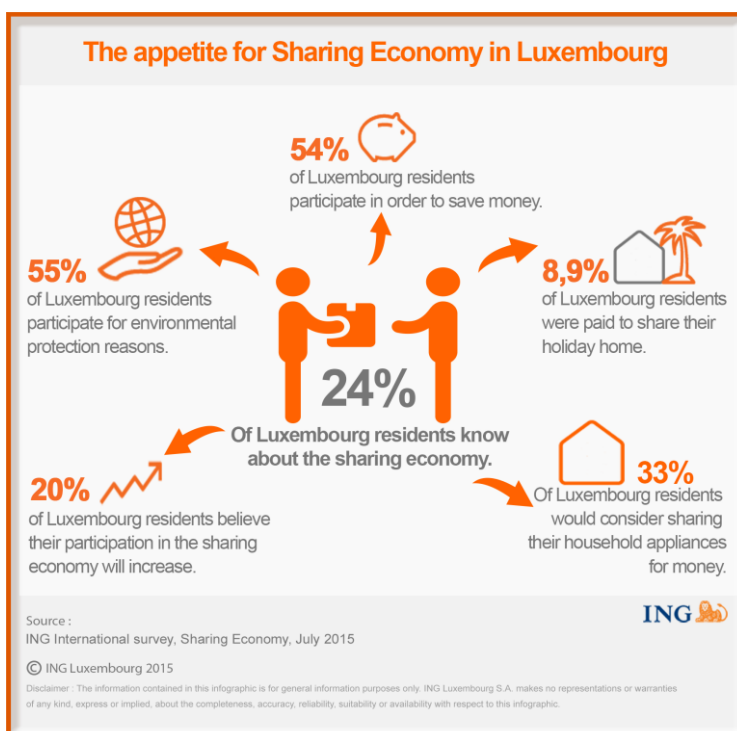 The appetite for Sharing Economy in Luxembourg
54%
of Luxembourg residents
participate in order to save money.
55%
of Luxembourg residents
participate for environmental
protection reasons.
8,9%
of Luxembourg residents
were paid to share their
holiday home.
24%
Of Luxembourg residents know
about the sharing economy.
20%
of Luxembourg residents believe
their participation in the sharing
economy will increase.
33%
Of Luxembourg residents
would consider sharing
their household appliances
for money.
Source :
ING International survey, Sharing Economy, July 2015
© ING Luxembourg 2015
ING
Disclaimer : The information contained in this infographic is for general information purposes only. ING Luxembourg S.A. makes no representations or warranties
of any kind, express or implied, about the completeness, accuracy, reliability, suitability or availability with respect to this infographic.